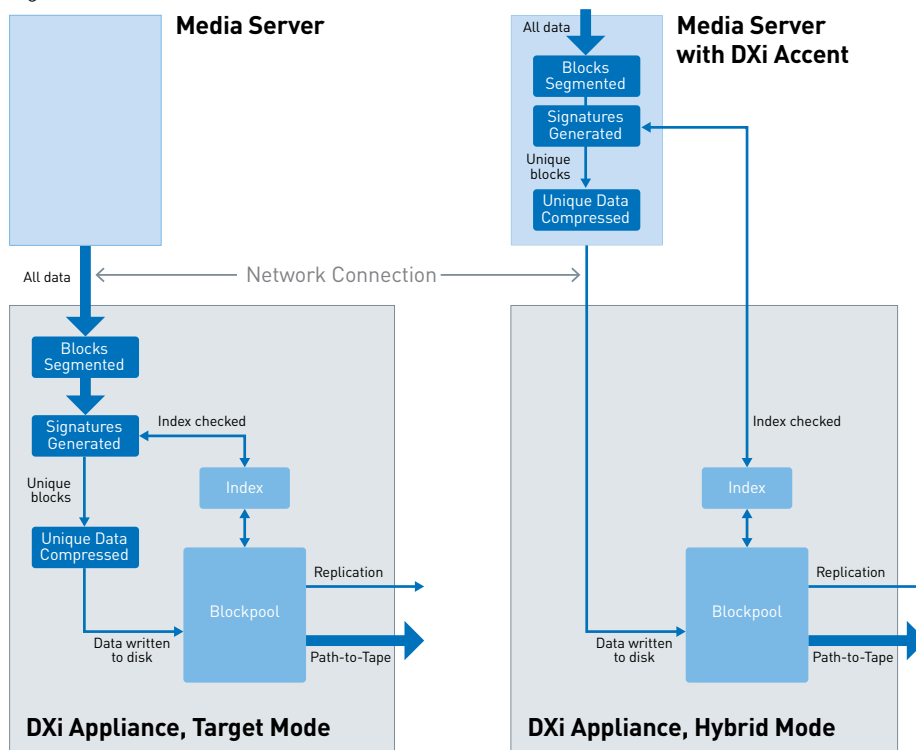 Media Server
All data
Media Server
with DXi Accent
Blocks
Segmented
Signatures
Generated
Unique
blocks
Unique Data
Compressed
All data
Network Connection
Blocks
Segmented
Signatures
Generated
Index checked
Index
Unique
blocks
Unique Data
Compressed
Blockpool
Replication
Data written
to disk
Path-to-Tape
DXi Appliance, Target Mode
Index checked
Index
Blockpool
Replication
Data written
to disk
Path-to-Tape
DXi Appliance, Hybrid Mode